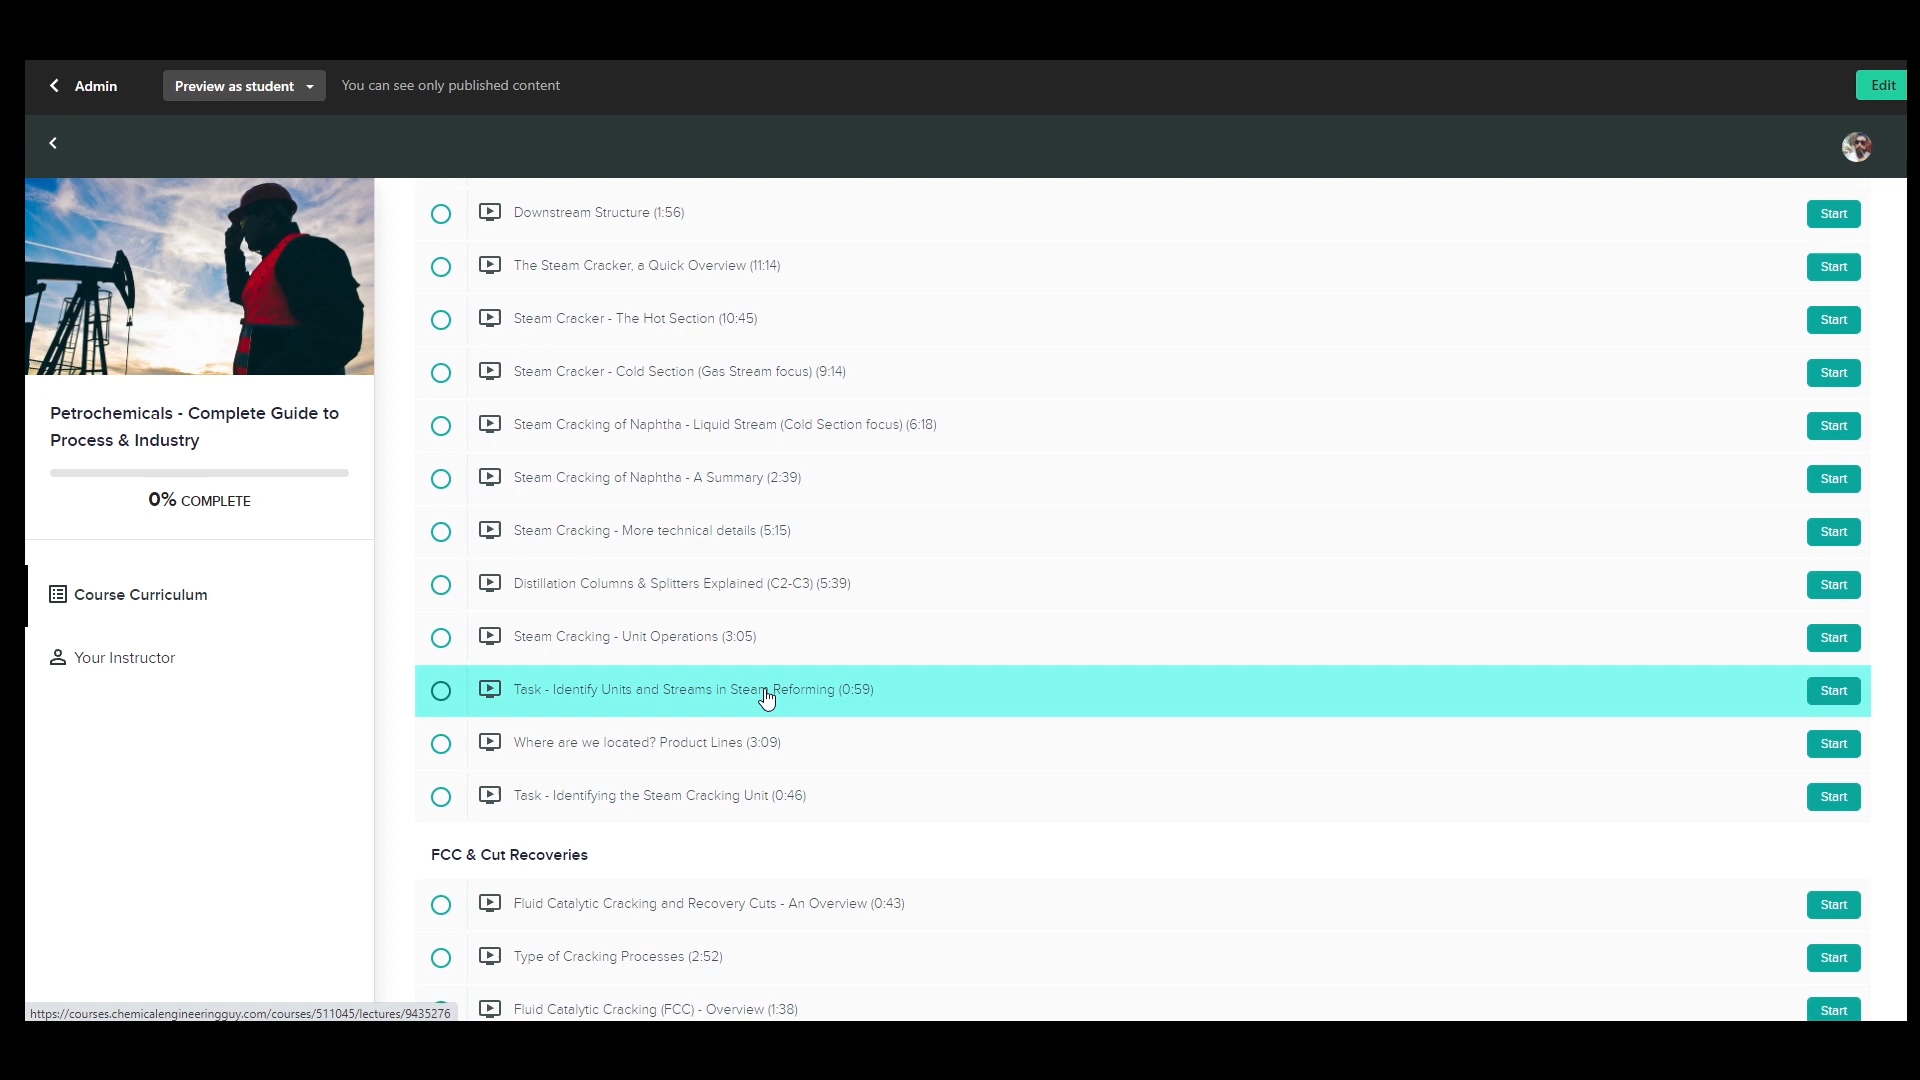 Admin
Preview as student
You can see only published content
Edit
Petrochemicals - Complete Guide to
Process & Industry
0% COMPLETE
Course Curriculum
Your Instructor
Downstream Structure (1:56)
Start
The Steam Cracker, a Quick Overview (11:14)
Start
Steam Cracker - The Hot Section (10:45)
Start
Steam Cracker - Cold Section (Gas Stream focus) (9:14)
Start
Steam Cracking of Naphtha - Liquid Stream (Cold Section focus) (6:18)
Start
Steam Cracking of Naphtha - A Summary (2:39)
Start
Steam Cracking - More technical details (5:15)
Start
Distillation Columns & Splitters Explained (C2-C3) (5:39)
Start
Steam Cracking - Unit Operations (3:05)
Start
Task - Identify Units and Streams in Steam Reforming (0:59)
Start
Where are we located? Product Lines (3:09)
Start
Task - Identifying the Steam Cracking Unit (0:46)
Start
FCC & Cut Recoveries
Fluid Catalytic Cracking and Recovery Cuts - An Overview (0:43)
Start
Type of Cracking Processes (2:52)
Start
Fluid Catalytic Cracking (FCC) - Overview (1:38)
Start
https://courses.chemicalengineeringguy.com/courses/511045/lectures/9435276